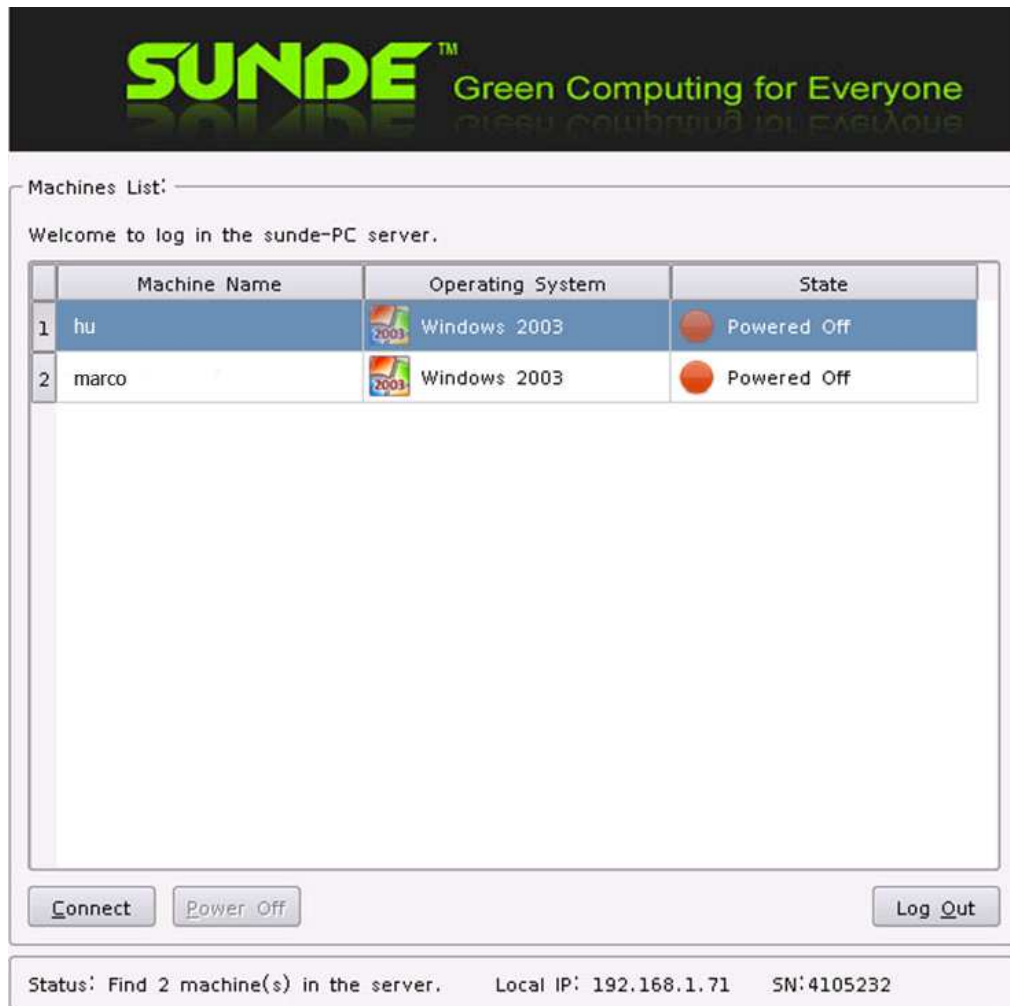 SUNDE™ Green Computing for Everyone
Machines List:
Welcome to log in the sunde-PC server.
Machine Name Operating System State
1 hu 2003 Windows 2003 Powered Off
2 marco 2003 Windows 2003 Powered Off
Connect Power Off Log Out
Status: Find 2 machine(s) in the server. Local IP: 192.168.1.71 SN:4105232